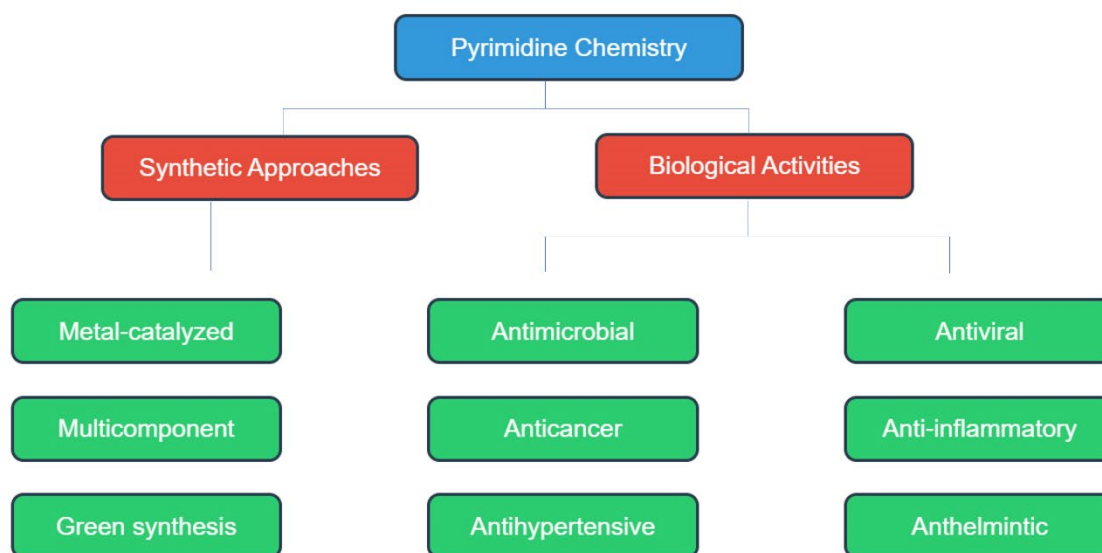 Pyrimidine Chemistry
Synthetic Approaches
Biological Activities
Metal-catalyzed
Antimicrobial
Antiviral
Multicomponent
Anticancer
Anti-inflammatory
Green synthesis
Antihypertensive
Anthelmintic